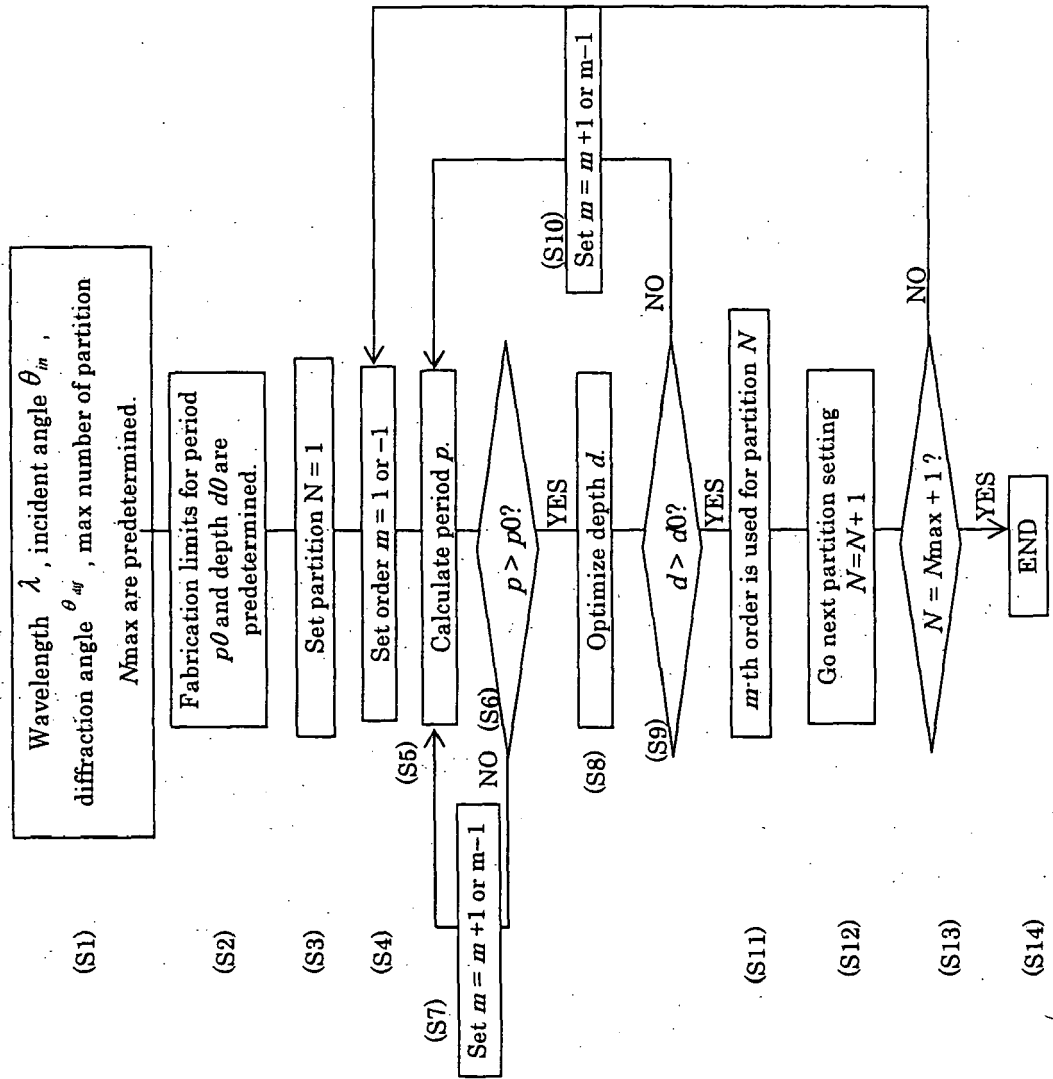 (S1)
Wavelength λ, incident angle θin,
diffraction angle θdif, max number of partition
Nmax are predetermined.
(S2)
Fabrication limits for period
p0 and depth d0 are
predetermined.
(S3)
Set partition N = 1
(S4)
Set order m = 1 or -1
(S5)
Calculate period p.
(S6)
p > p0?
NO
(S7)
Set m = m +1 or m-1
YES
(S8)
Optimize depth d.
(S9)
d > d0?
NO
(S10)
Set m = m +1 or m-1
YES
(S11)
m-th order is used for partition N
(S12)
Go next partition setting
N=N + 1
(S13)
N = Nmax + 1 ?
NO
YES
(S14)
END